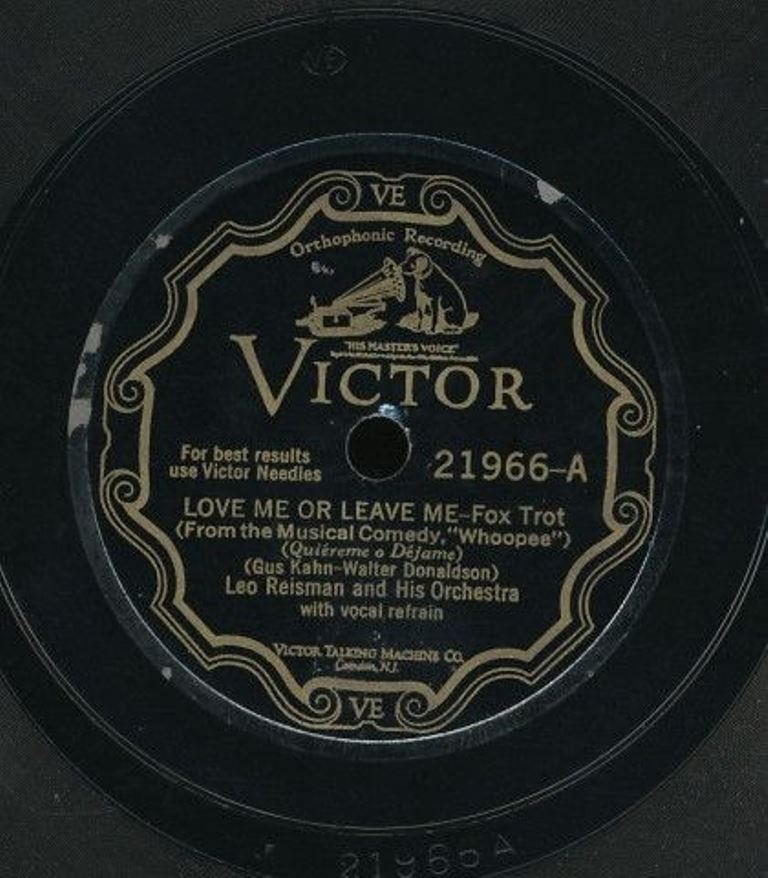 VE
VE
Orthophonic Recording
"HIS MASTER'S VOICE"
VICTOR
For best results
use Victor Needles
21966-A
LOVE ME OR LEAVE ME-Fox Trot
(From the Musical Comedy, "Whoopee")
(Quiéreme o Déjame)
(Gus Kahn-Walter Donaldson)
Leo Reisman and His Orchestra
with vocal refrain
VICTOR TALKING MACHINE CO.
Camden, N.J.
VE
21966 A